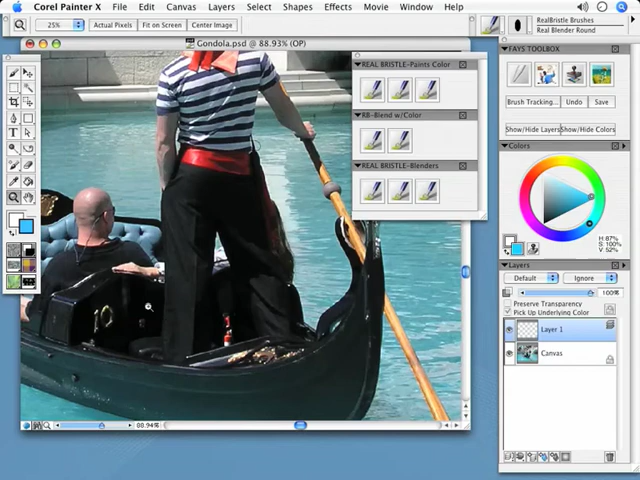 Corel Painter X File Edit Canvas Layers Select Shapes Effects Movie Window Help
25% Actual Pixels Fit on Screen Center Image
RealBristle Brushes
Real Blender Round
Gondola.psd @ 88.93% (OP)
REAL BRISTLE-Paints Color
RB-Blend w/Color
REAL BRISTLE-Blenders
FAYS TOOLBOX
Brush Tracking... Undo Save
Show/Hide Layers Show/Hide Colors
Colors
H: 87%
S: 100%
V: 52%
Layers
Default Ignore
100%
Preserve Transparency
Pick Up Underlying Color
Layer 1
Canvas
88.94%